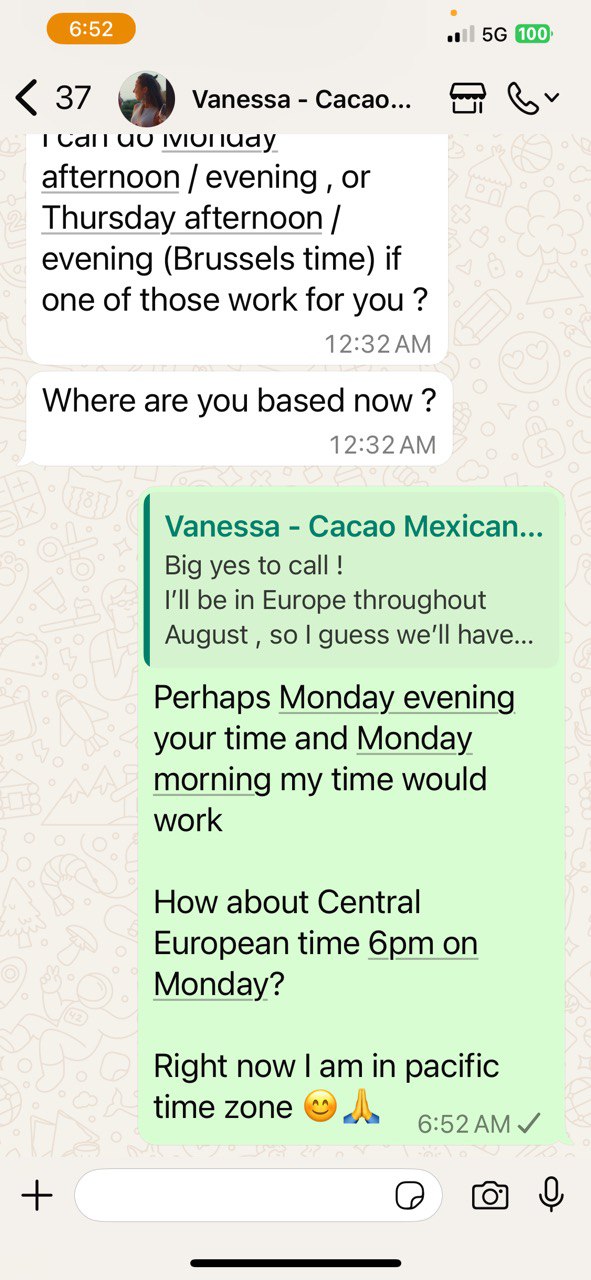 6:52
5G 100
37 Vanessa - Cacao...
I can do Monday
afternoon / evening , or
Thursday afternoon /
evening (Brussels time) if
one of those work for you ?
12:32 AM
Where are you based now ?
12:32 AM
Vanessa - Cacao Mexican...
Big yes to call !
I’ll be in Europe throughout
August , so I guess we’ll have...
Perhaps Monday evening
your time and Monday
morning my time would
work
How about Central
European time 6pm on
Monday?
Right now I am in pacific
time zone 😊🙏
6:52 AM